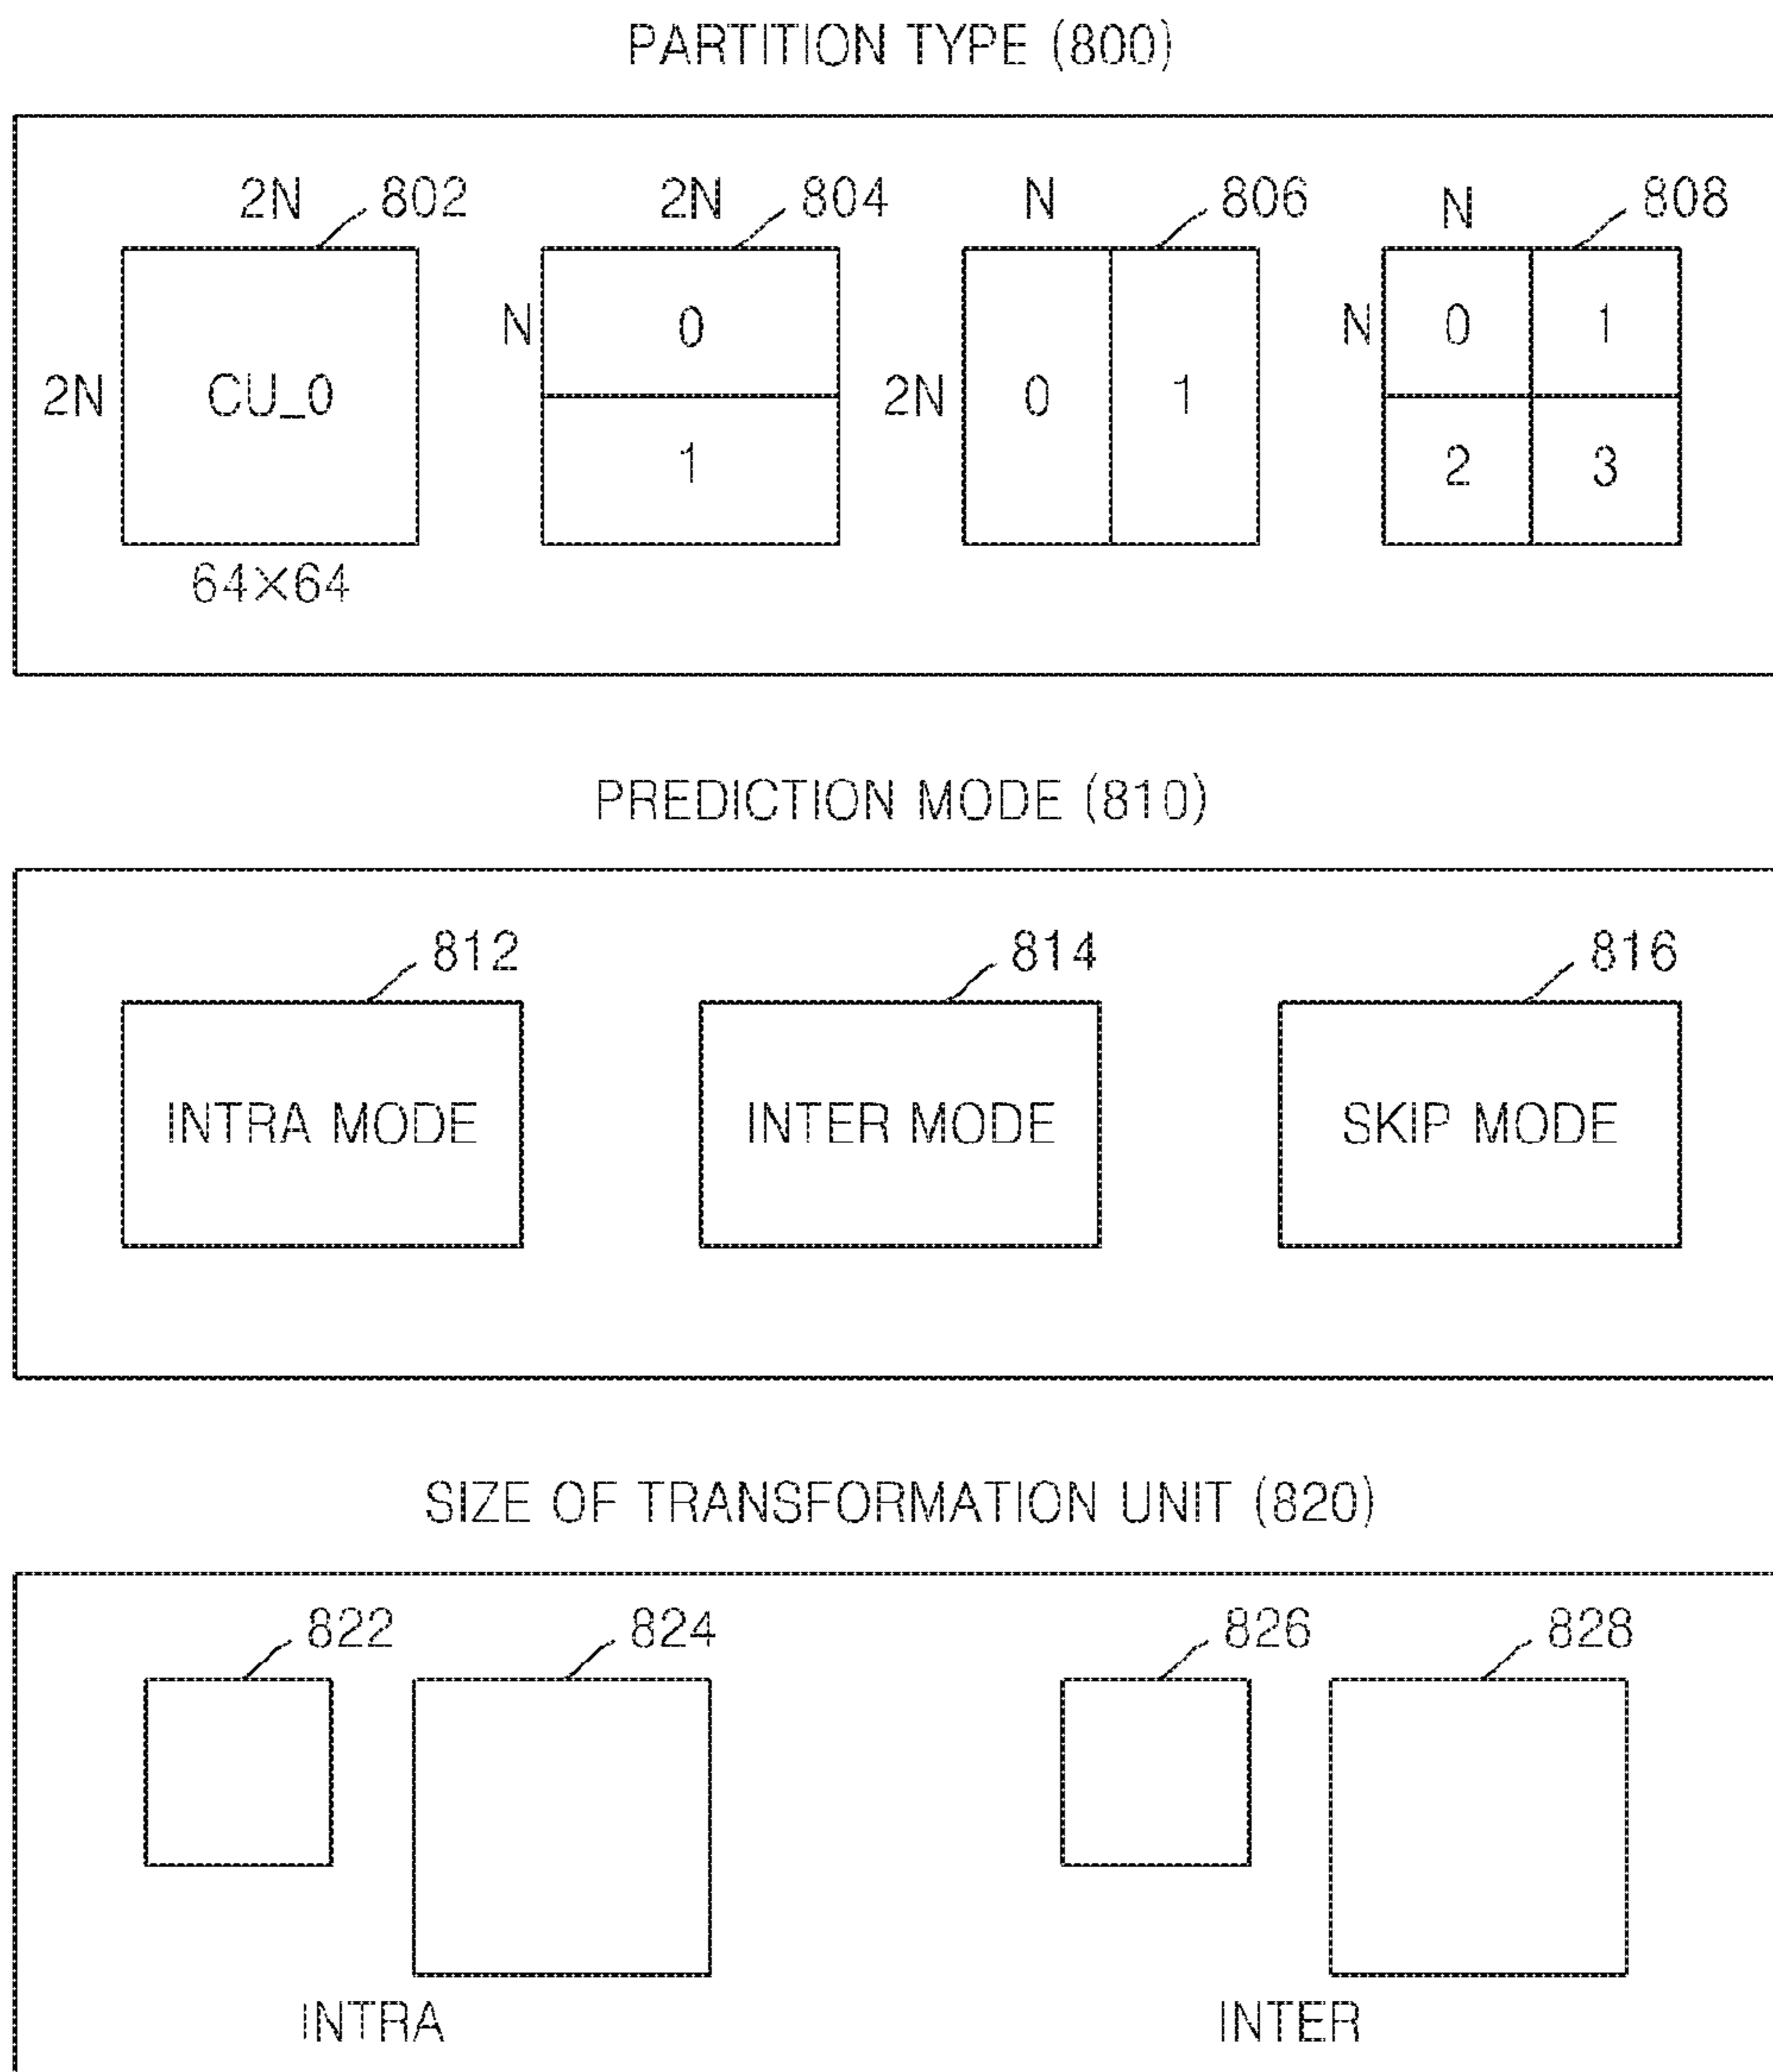 PARTITION TYPE (800)
2N 802 2N 804 N 806 N 808
N 0 N 0 1
2N CU_0 2N 0 1
1 2 3
64×64
PREDICTION MODE (810)
812 814 816
INTRA MODE INTER MODE SKIP MODE
SIZE OF TRANSFORMATION UNIT (820)
822 824 826 828
INTRA INTER